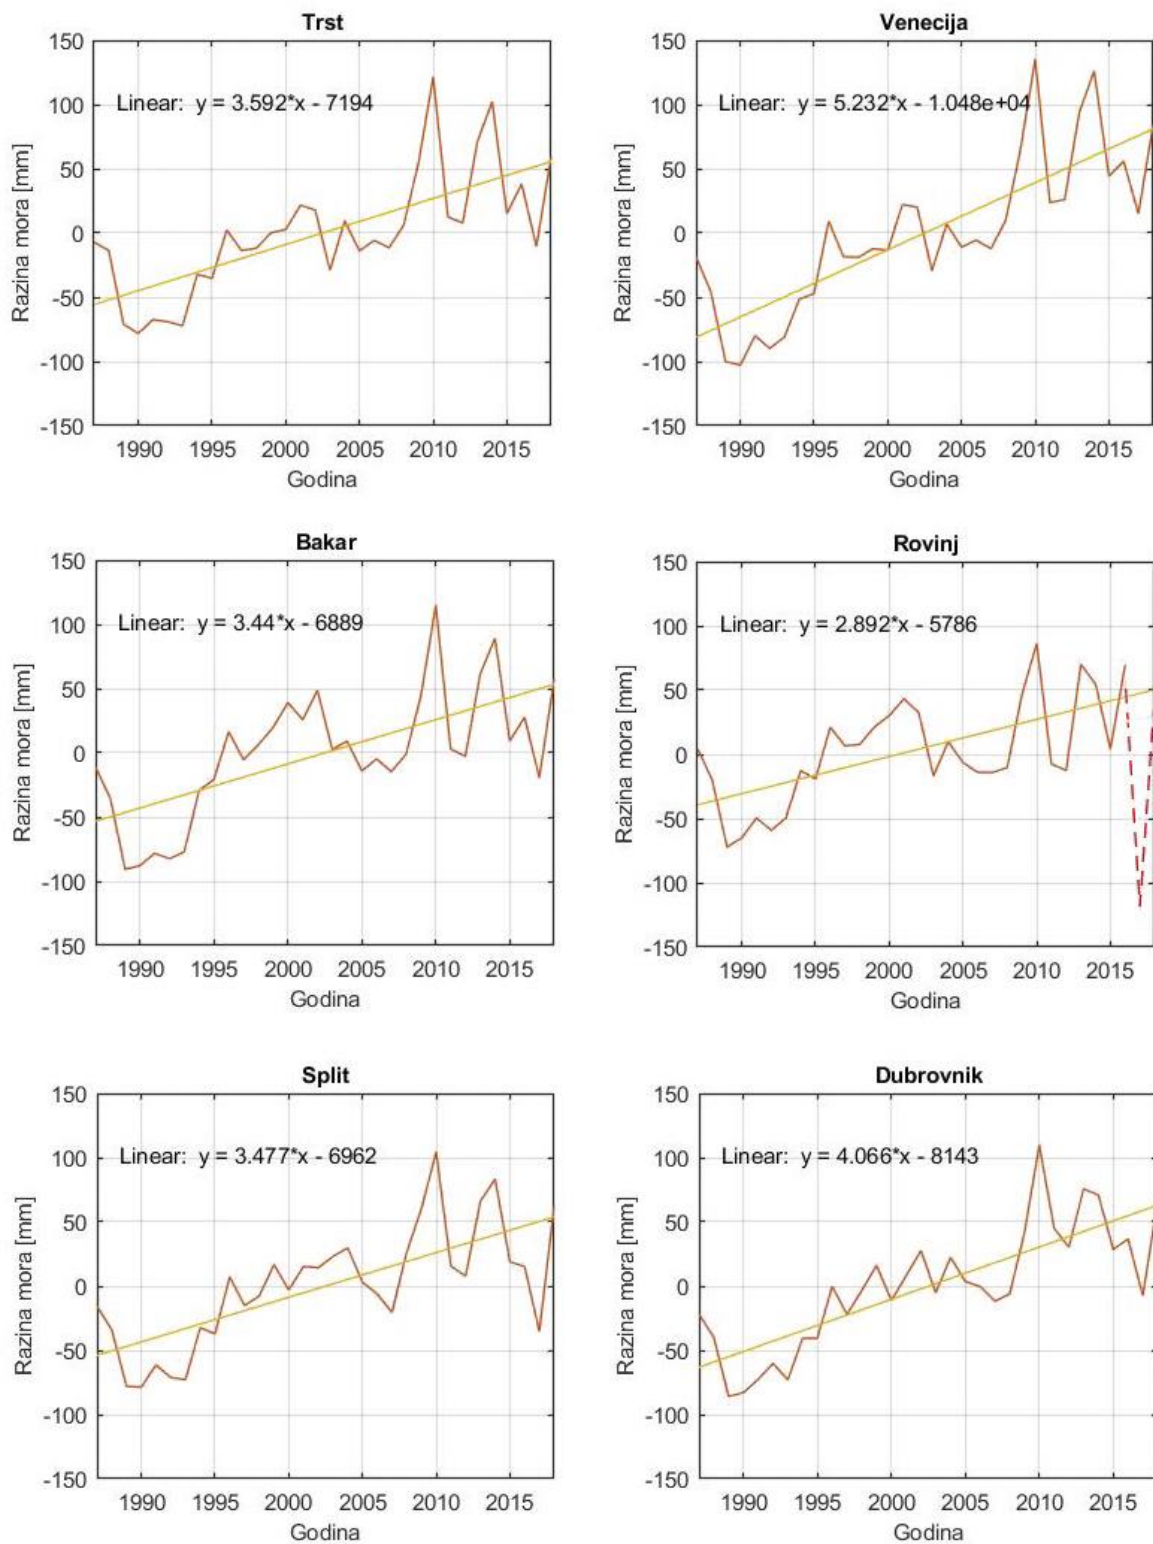 Trst
150
100
50
0
-50
-100
-150
Linear: y = 3.592*x - 7194
Razina mora [mm]
1990 1995 2000 2005 2010 2015
Godina
Venecija
150
100
50
0
-50
-100
-150
Linear: y = 5.232*x - 1.048e+04
Razina mora [mm]
1990 1995 2000 2005 2010 2015
Godina
Bakar
150
100
50
0
-50
-100
-150
Linear: y = 3.44*x - 6889
Razina mora [mm]
1990 1995 2000 2005 2010 2015
Godina
Rovinj
150
100
50
0
-50
-100
-150
Linear: y = 2.892*x - 5786
Razina mora [mm]
1990 1995 2000 2005 2010 2015
Godina
Split
150
100
50
0
-50
-100
-150
Linear: y = 3.477*x - 6962
Razina mora [mm]
1990 1995 2000 2005 2010 2015
Godina
Dubrovnik
150
100
50
0
-50
-100
-150
Linear: y = 4.066*x - 8143
Razina mora [mm]
1990 1995 2000 2005 2010 2015
Godina